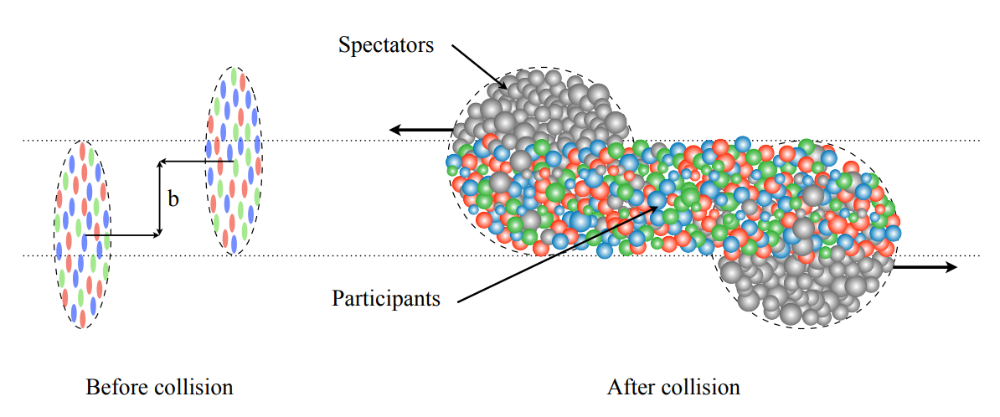 Spectators
b
Participants
Before collision
After collision